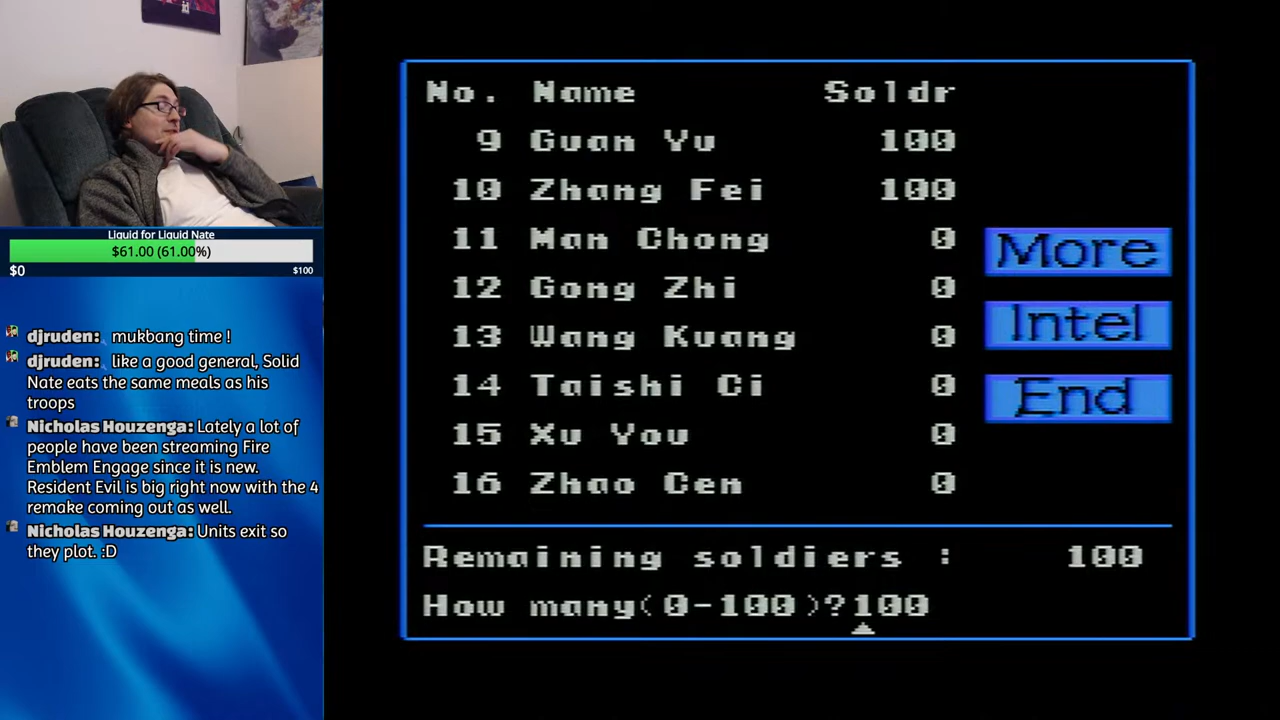 Liquid for Liquid Nate
$61.00 (61.00%)
$0
$100
djruden: mukbang time !
djruden: like a good general, Solid
Nate eats the same meals as his
troops
Nicholas Houzenga: Lately a lot of
people have been streaming Fire
Emblem Engage since it is new.
Resident Evil is big right now with the 4
remake coming out as well.
Nicholas Houzenga: Units exit so
they plot. :D
No. Name Soldr
9 Guan Yu 100
10 Zhang Fei 100
11 Man Chong 0
12 Gong Zhi 0
13 Wang Kuang 0
14 Taishi Ci 0
15 Xu You 0
16 Zhao Cen 0
More
Intel
End
Remaining soldiers : 100
How many(0-100)?100